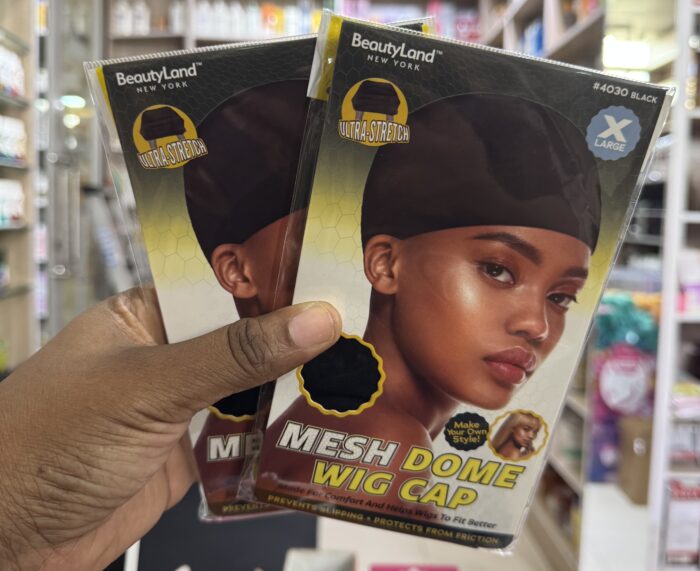 BeautyLand™
NEW YORK
ULTRA-STRETCH
ME
BeautyLand™
NEW YORK
#4030 BLACK
ULTRA-STRETCH
X
LARGE
Make
Your Own
Style!
MESH DOME
WIG CAP
Made For Comfort And Helps Wigs To Fit Better
PREVENTS SLIPPING • PROTECTS FROM FRICTION